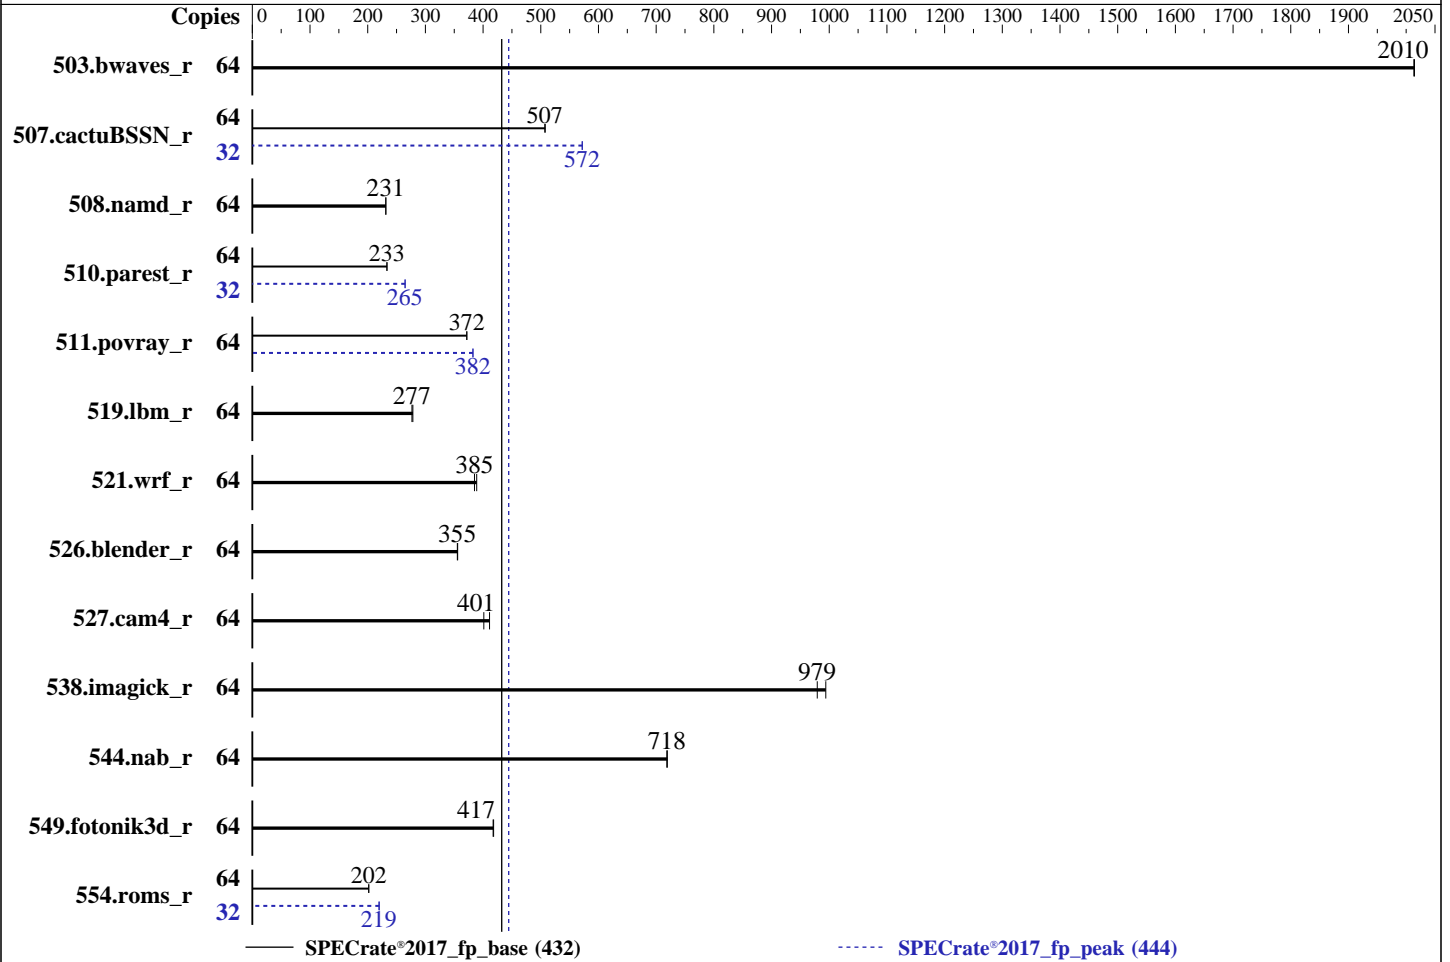 Copies 0 100 200 300 400 500 600 700 800 900 1000 1100 1200 1300 1400 1500 1600 1700 1800 1900 2050
503.bwaves_r 64 2010
507.cactuBSSN_r 64 507
32 572
508.namd_r 64 231
510.parest_r 64 233
32 265
511.povray_r 64 372
382
519.lbm_r 64 277
521.wrf_r 64 385
526.blender_r 64 355
527.cam4_r 64 401
538.imagick_r 64 979
544.nab_r 64 718
549.fotonik3d_r 64 417
554.roms_r 64 202
32 219
SPECrate®2017_fp_base (432) SPECrate®2017_fp_peak (444)